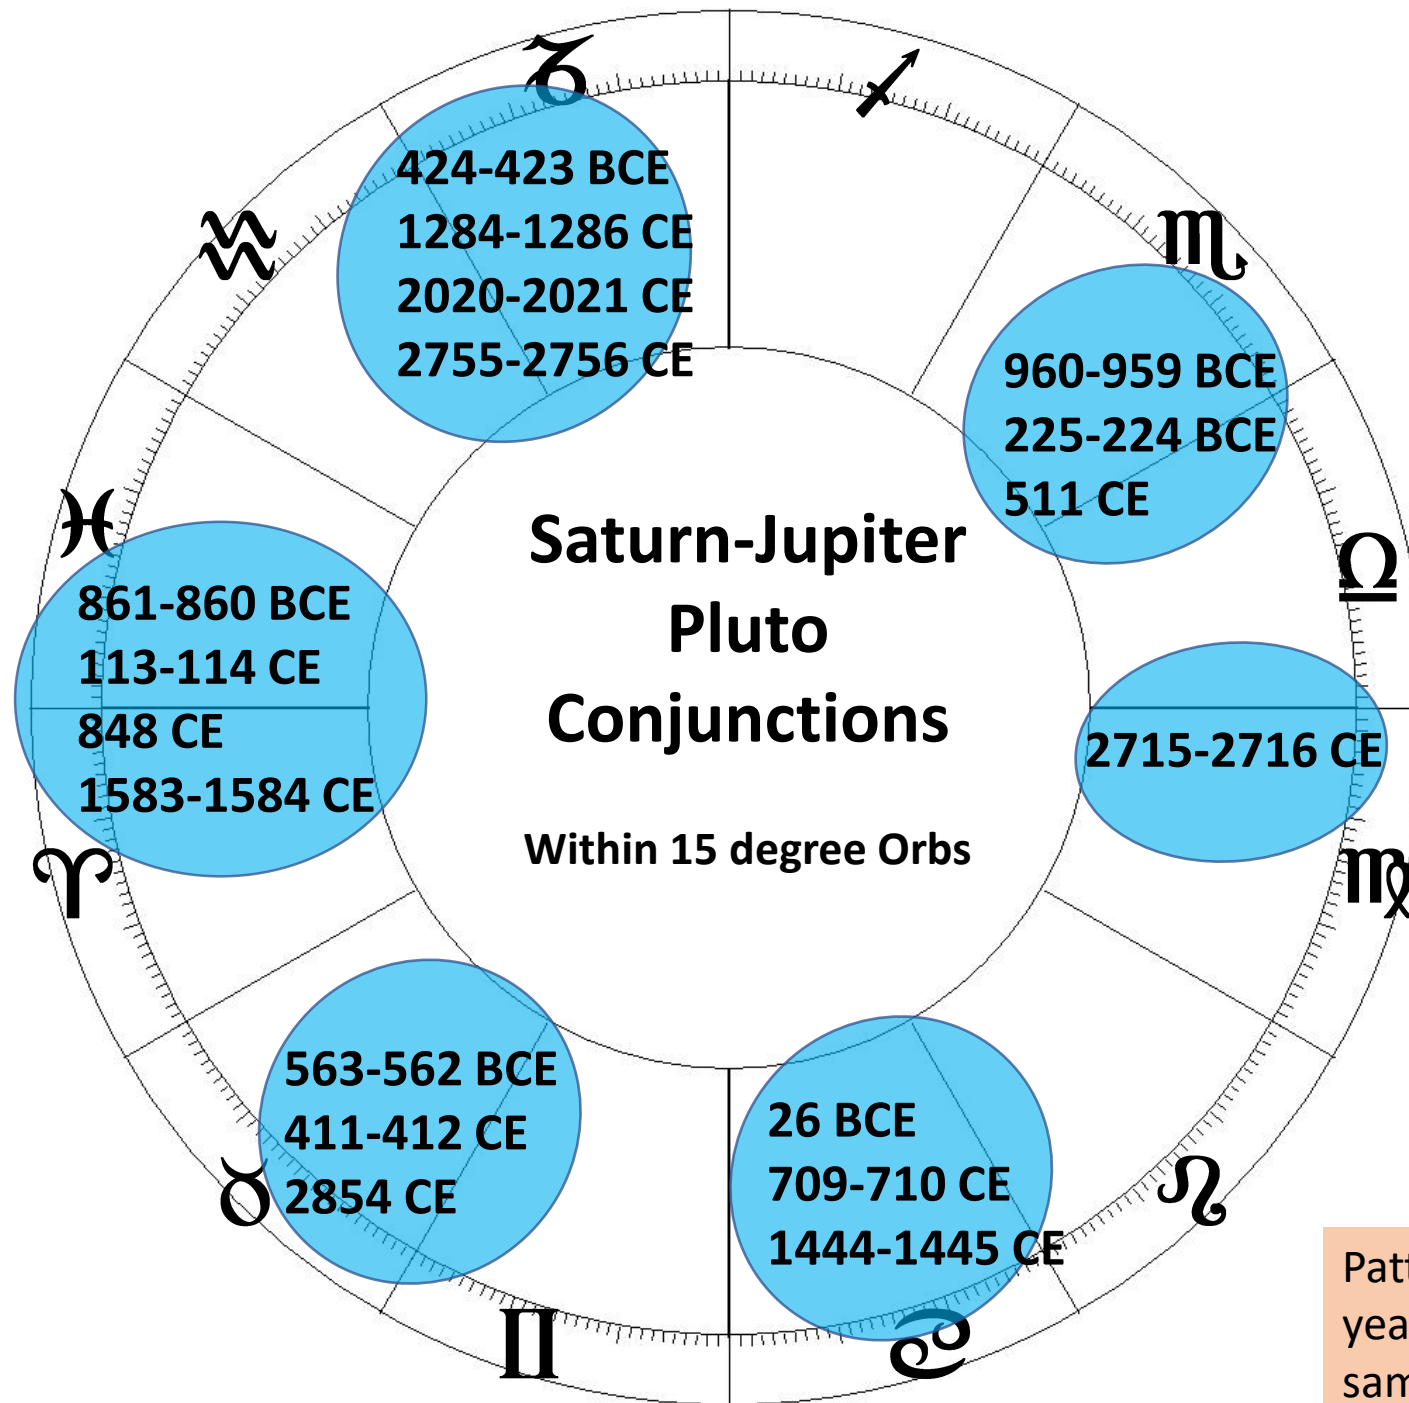 424-423 BCE
1284-1286 CE
2020-2021 CE
2755-2756 CE
960-959 BCE
225-224 BCE
511 CE
Saturn-Jupiter
Pluto
Conjunctions
Within 15 degree Orbs
861-860 BCE
113-114 CE
848 CE
1583-1584 CE
2715-2716 CE
563-562 BCE
411-412 CE
2854 CE
26 BCE
709-710 CE
1444-1445 CE